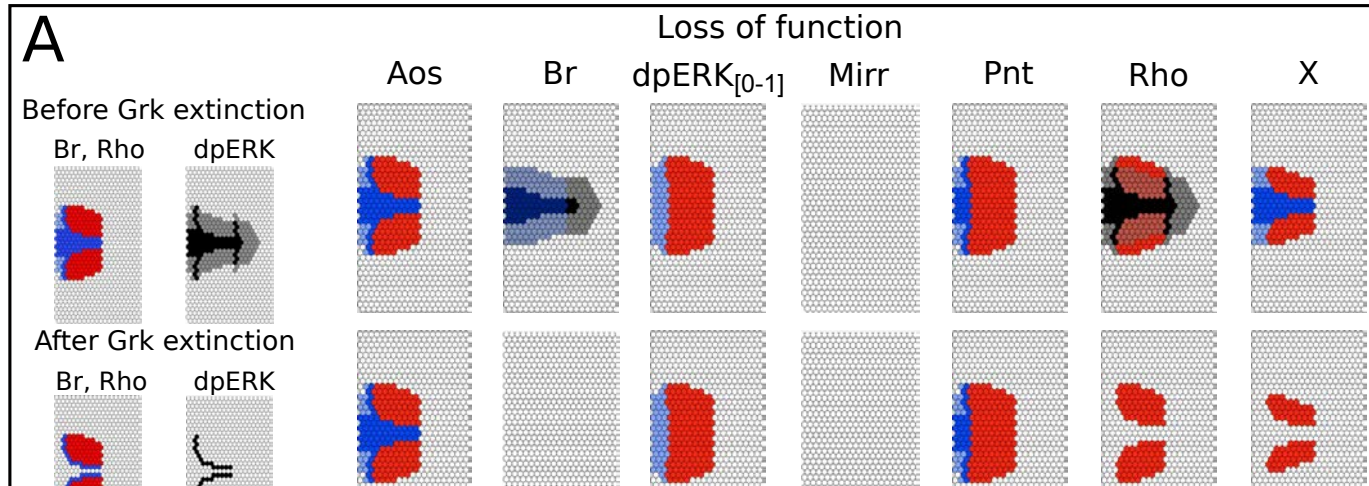 A
Loss of function
Aos Br dpERK[0-1] Mirr Pnt Rho X
Before Grk extinction
Br, Rho dpERK
After Grk extinction
Br, Rho dpERK